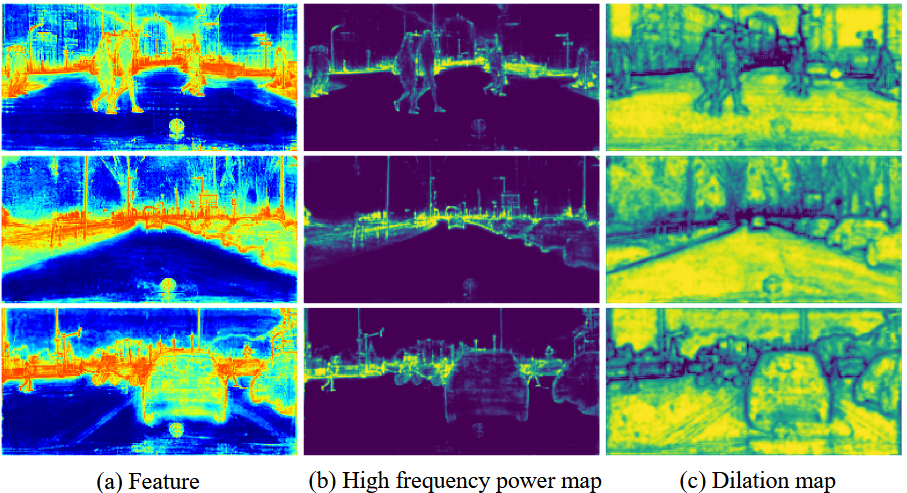 (a) Feature
(b) High frequency power map
(c) Dilation map